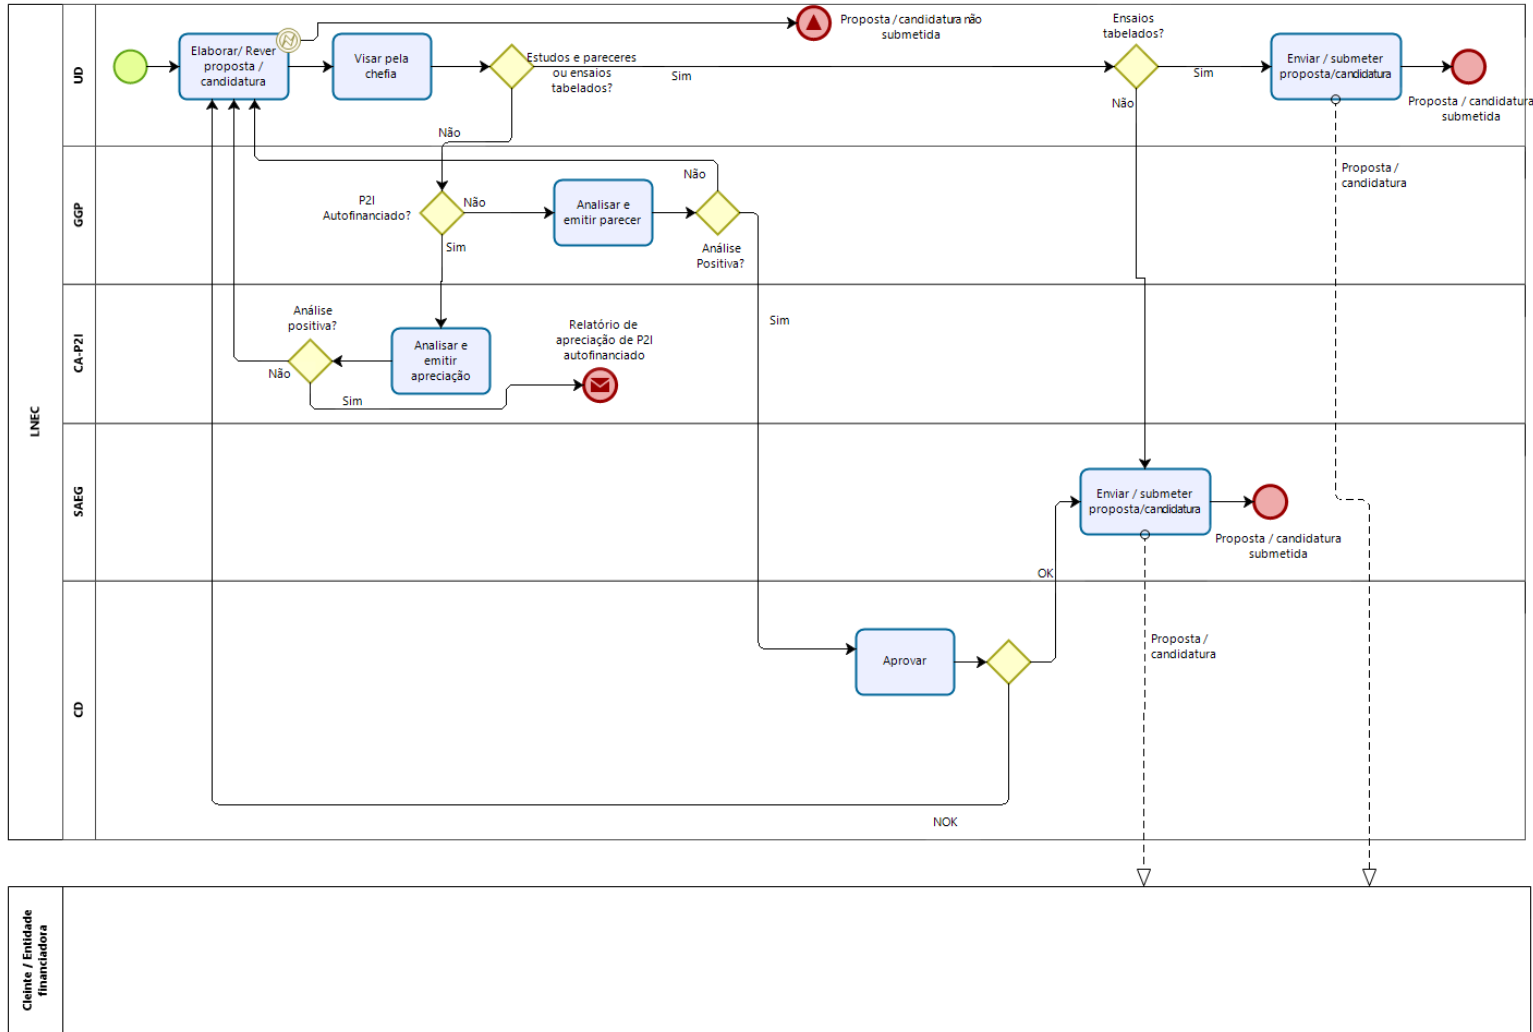 LNEC
UD
Elaborar/ Rever
proposta /
candidatura
Visar pela
chefia
Estudos e pareceres
ou ensaios
tabelados?
Sim
Não
Proposta / candidatura não
submetida
Ensaios
tabelados?
Sim
Não
Enviar / submeter
proposta/candidatura
Proposta / candidatura
submetida
Proposta /
candidatura
GGP
P2I
Autofinanciado?
Não
Sim
Analisar e
emitir parecer
Não
Análise
Positiva?
Sim
CA-P2I
Análise
positiva?
Não
Sim
Analisar e
emitir
apreciação
Relatório de
apreciação de P2I
autofinanciado
SAEG
Enviar / submeter
proposta/candidatura
Proposta / candidatura
submetida
OK
CD
Aprovar
Proposta /
candidatura
NOK
Cleinte / Entidade
financiadora